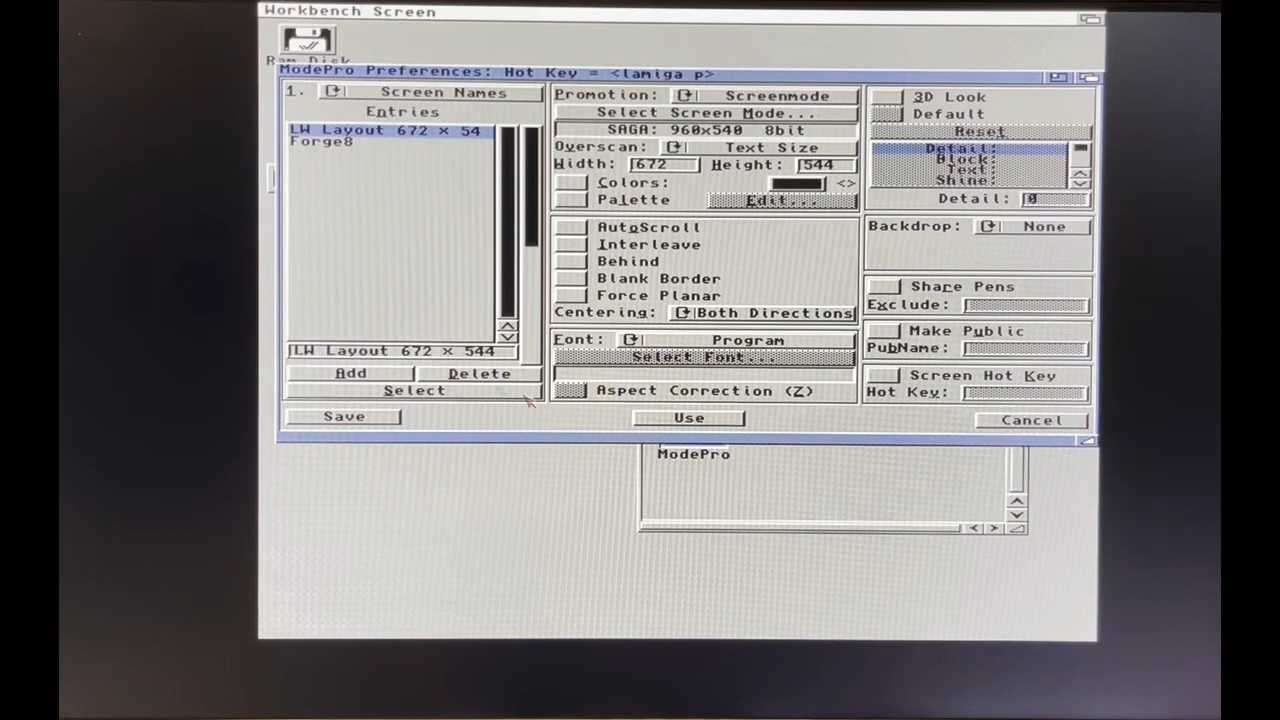 Workbench Screen
Ram Disk
ModePro Preferences: Hot Key = <lamiga p>
1. Screen Names
Entries
LW Layout 672 x 54
Forge8
LW Layout 672 x 544
Add Delete
Select
Promotion: Screenmode
Select Screen Mode...
SAGA: 960x540 8bit
Overscan: Text Size
Width: 672 Height: 544
Colors: <>
Palette Edit...
AutoScroll
Interleave
Behind
Blank Border
Force Planar
Centering: Both Directions
Font: Program
Select Font...
Aspect Correction (Z)
3D Look
Default
Reset
Detail:
Block:
Text:
Shine:
Detail: 0
Backdrop: None
Share Pens
Exclude:
Make Public
PubName:
Screen Hot Key
Hot Key:
Save Use Cancel
ModePro